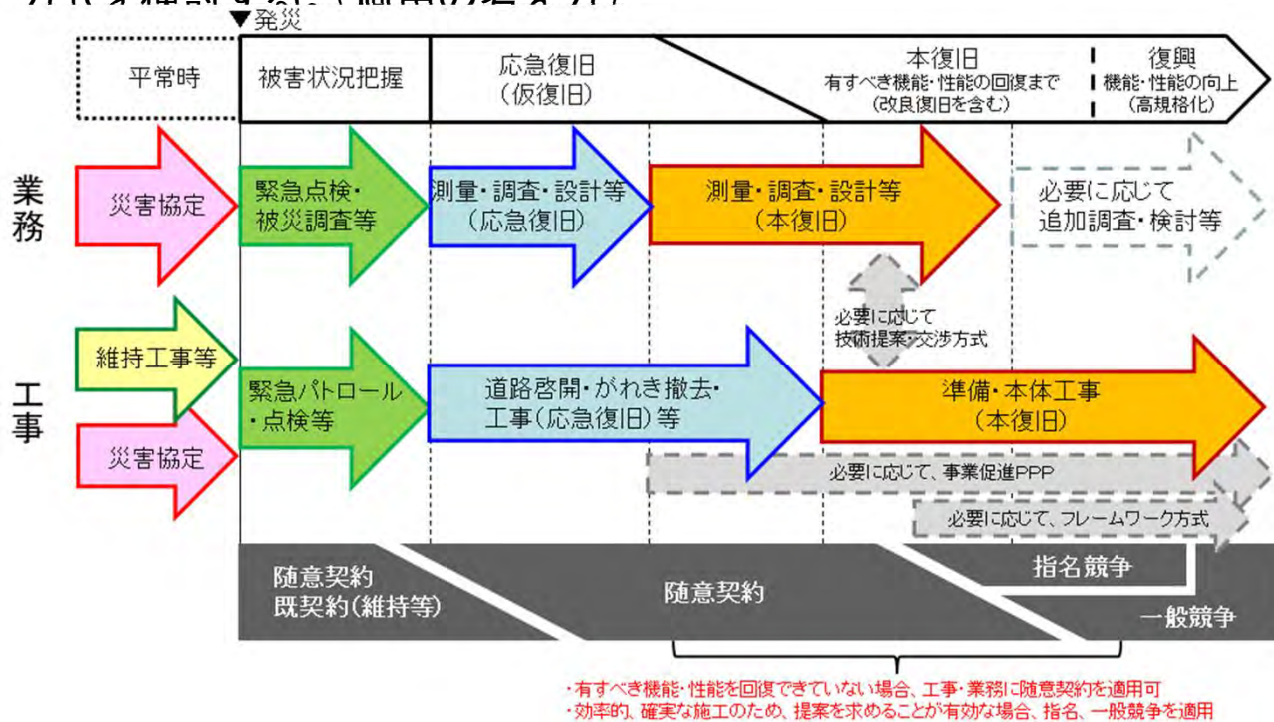 ▼発災
平常時
被害状況把握
応急復旧
(仮復旧)
本復旧
有すべき機能・性能の回復まで
(改良復旧を含む)
復興
機能・性能の向上
(高規格化)
業務
災害協定
緊急点検・
被災調査等
測量・調査・設計等
(応急復旧)
測量・調査・設計等
(本復旧)
必要に応じて
追加調査・検討等
必要に応じて
技術提案・交渉方式
工事
維持工事等
災害協定
緊急パトロール
・点検等
道路啓開・がれき撤去・
工事(応急復旧)等
準備・本体工事
(本復旧)
必要に応じて、事業促進PPP
必要に応じて、フレームワーク方式
随意契約
既契約(維持等)
随意契約
指名競争
一般競争
・有すべき機能・性能を回復できていない場合、工事・業務に随意契約を適用可
・効率的、確実な施工のため、提案を求めることが有効な場合、指名、一般競争を適用